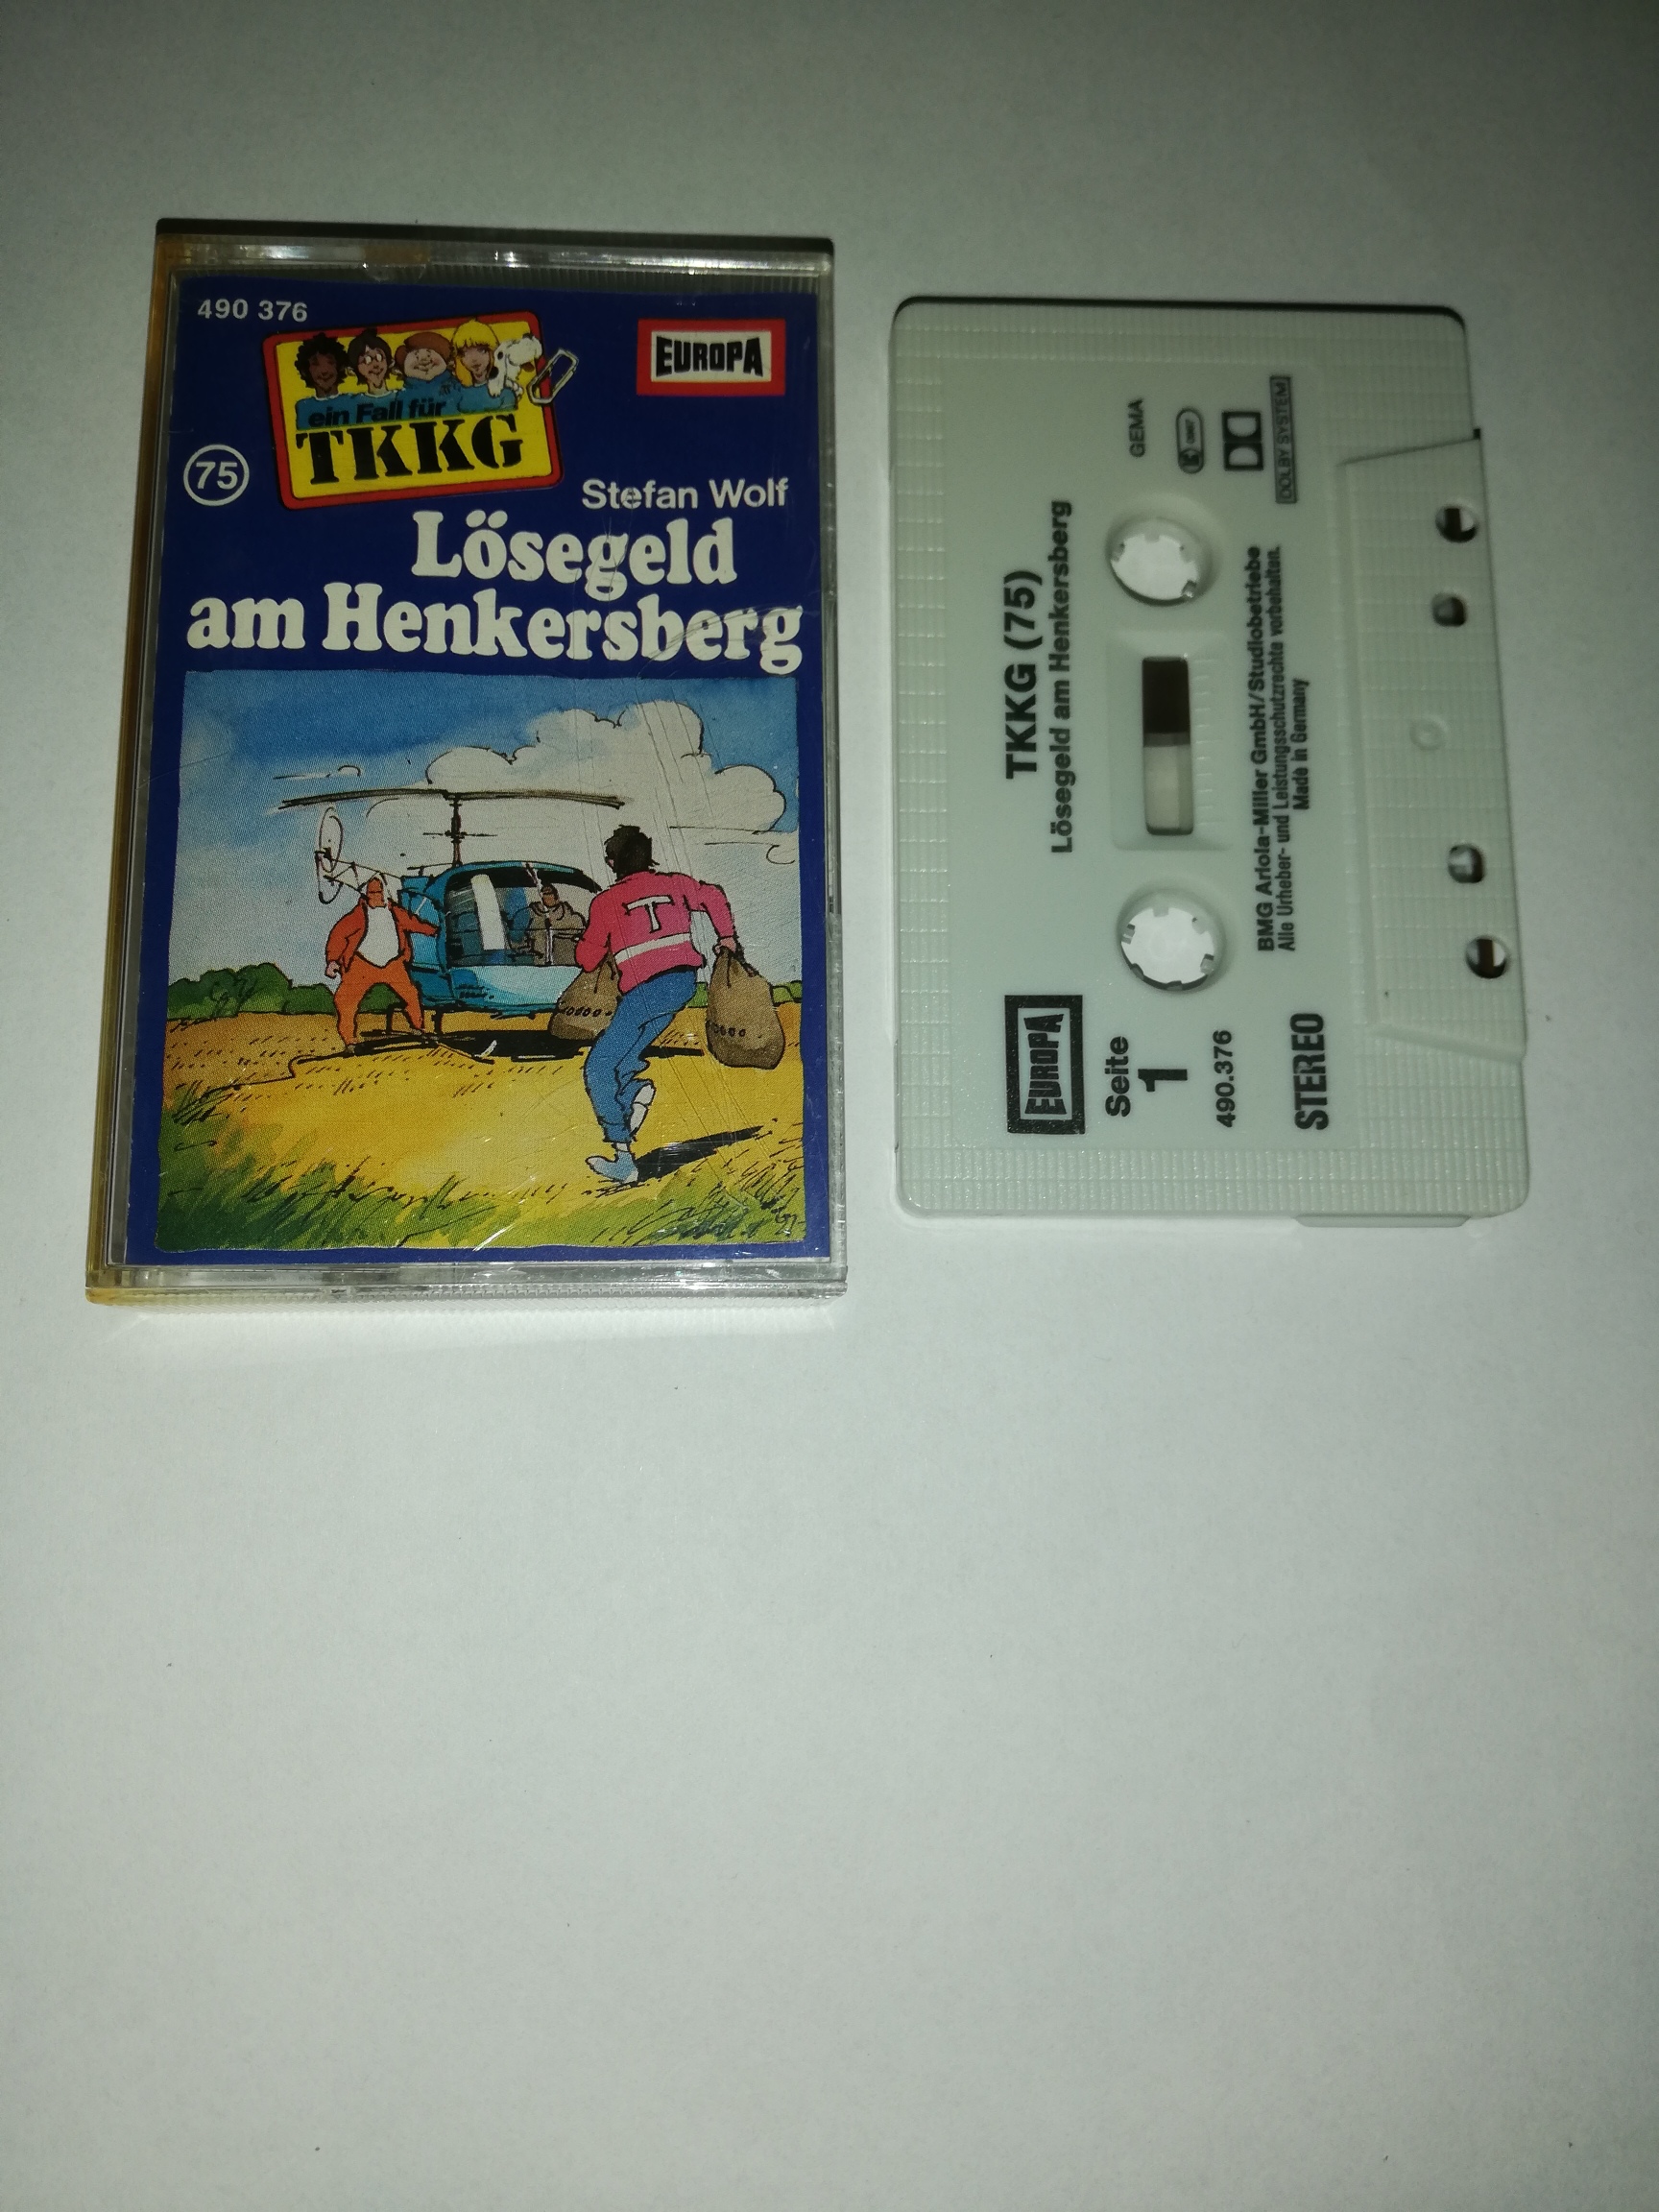 490 376
EUROPA
ein Fall für
TKKG
75
Stefan Wolf
Lösegeld
am Henkersberg
T
TKKG (75)
Lösegeld am Henkersberg
EUROPA
Seite
1
490.376
STEREO
GEMA
DOLBY SYSTEM
BMG Ariola-Miller GmbH/Studiobetriebe
Alle Urheber- und Leistungsschutzrechte vorbehalten.
Made in Germany